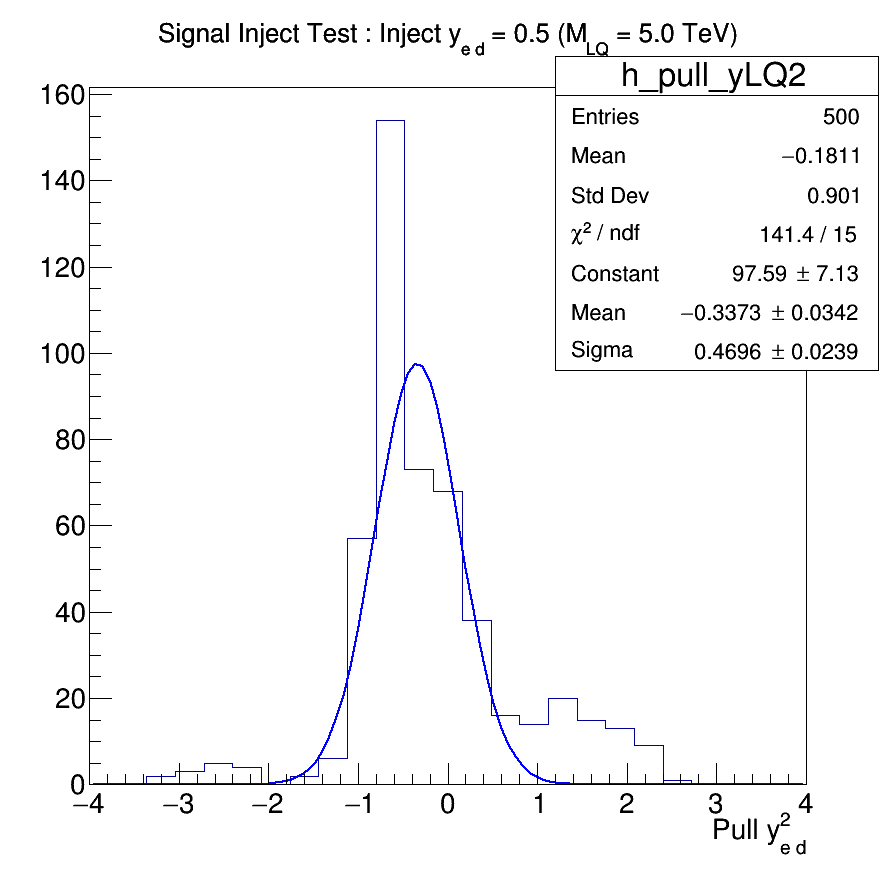 Signal Inject Test : Inject y_{e d} = 0.5 (M_{LQ} = 5.0 TeV)
h_pull_yLQ2
Entries 500
Mean −0.1811
Std Dev 0.901
χ² / ndf 141.4 / 15
Constant 97.59 ± 7.13
Mean −0.3373 ± 0.0342
Sigma 0.4696 ± 0.0239
160
140
120
100
80
60
40
20
0
−4 −3 −2 −1 0 1 2 3 4
Pull y²_{e d}